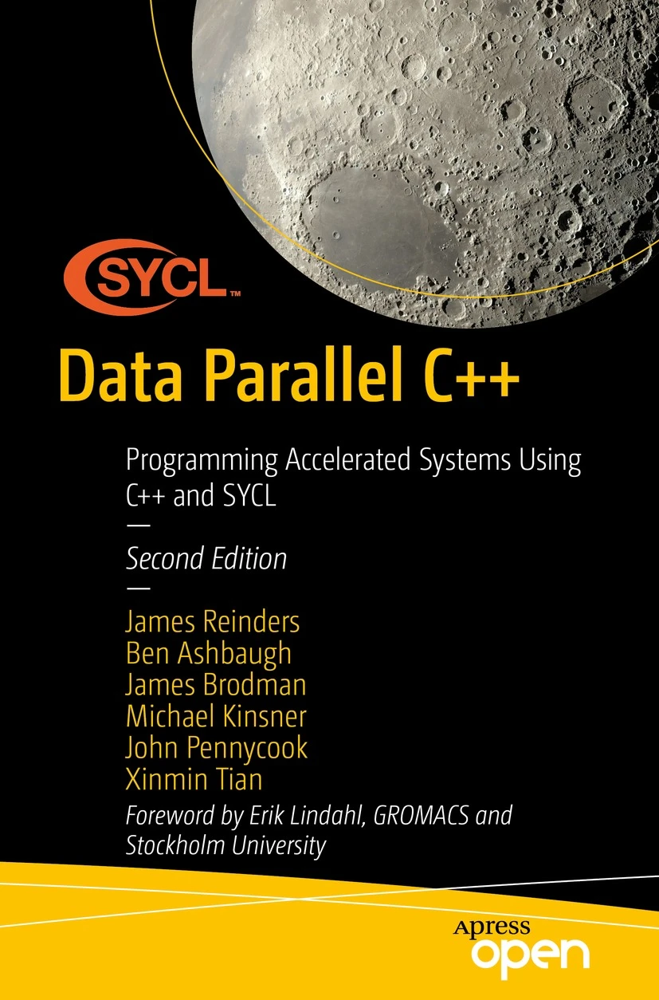 SYCL™
Data Parallel C++
Programming Accelerated Systems Using
C++ and SYCL
—
Second Edition
—
James Reinders
Ben Ashbaugh
James Brodman
Michael Kinsner
John Pennycook
Xinmin Tian
Foreword by Erik Lindahl, GROMACS and
Stockholm University
Apress
open